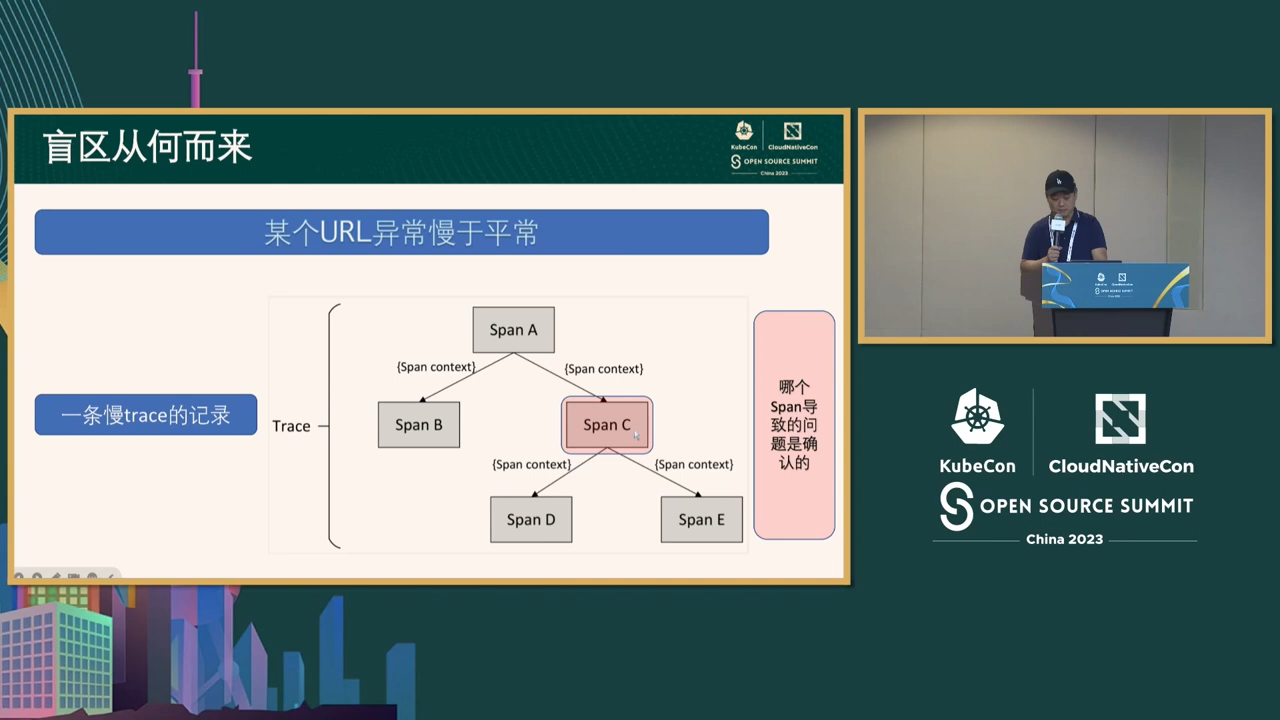 盲区从何而来
KubeCon
CloudNativeCon
OPEN SOURCE SUMMIT
China 2023
某个URL异常慢于平常
Span A
{Span context}
{Span context}
一条慢trace的记录
Trace
Span B
Span C
哪个
Span导
致的问
题是确
认的
{Span context}
{Span context}
Span D
Span E
KubeCon
CloudNativeCon
OPEN SOURCE SUMMIT
China 2023